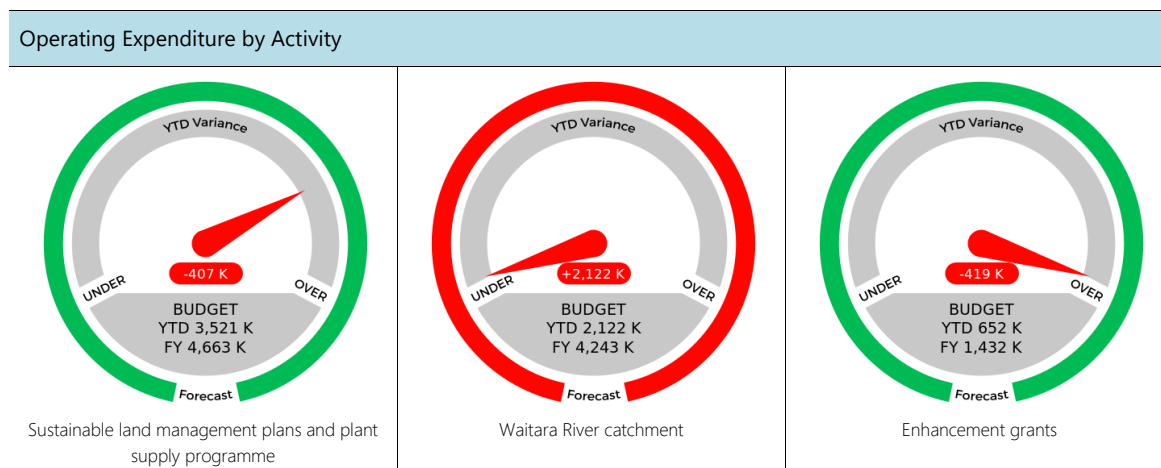 Operating Expenditure by Activity
YTD Variance
-407 K
UNDER
OVER
BUDGET
YTD 3,521 K
FY 4,663 K
Forecast
Sustainable land management plans and plant
supply programme
YTD Variance
+2,122 K
UNDER
OVER
BUDGET
YTD 2,122 K
FY 4,243 K
Forecast
Waitara River catchment
YTD Variance
-419 K
UNDER
OVER
BUDGET
YTD 652 K
FY 1,432 K
Forecast
Enhancement grants